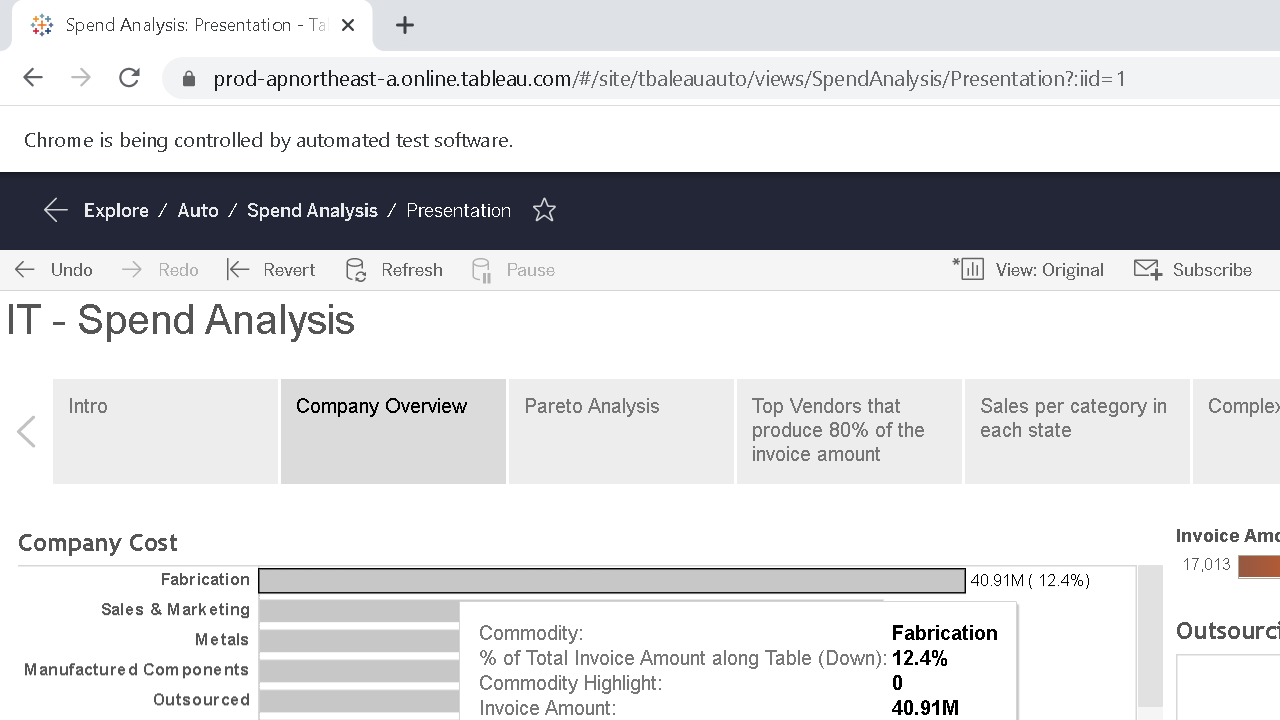 Spend Analysis: Presentation - Ta
prod-apnortheast-a.online.tableau.com/#/site/tbaleauauto/views/SpendAnalysis/Presentation?:iid=1
Chrome is being controlled by automated test software.
Explore / Auto / Spend Analysis / Presentation
Undo Redo Revert Refresh Pause View: Original Subscribe
IT - Spend Analysis
Intro
Company Overview
Pareto Analysis
Top Vendors that
produce 80% of the
invoice amount
Sales per category in
each state
Complex
Company Cost
Fabrication 40.91M ( 12.4%)
Sales & Marketing
Metals
Manufactured Components
Outsourced
Commodity: Fabrication
% of Total Invoice Amount along Table (Down): 12.4%
Commodity Highlight: 0
Invoice Amount: 40.91M
Invoice Amo
17,013
Outsourci